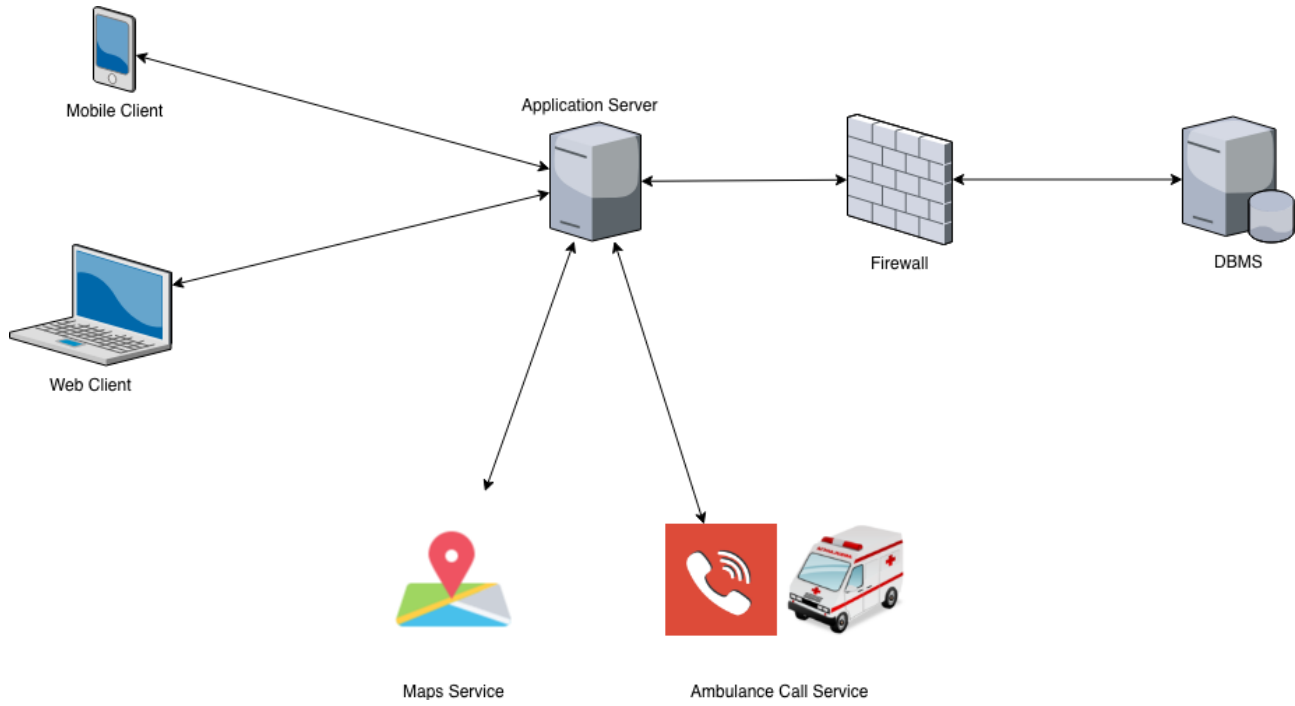 Mobile Client
Application Server
Firewall
DBMS
Web Client
Maps Service
Ambulance Call Service